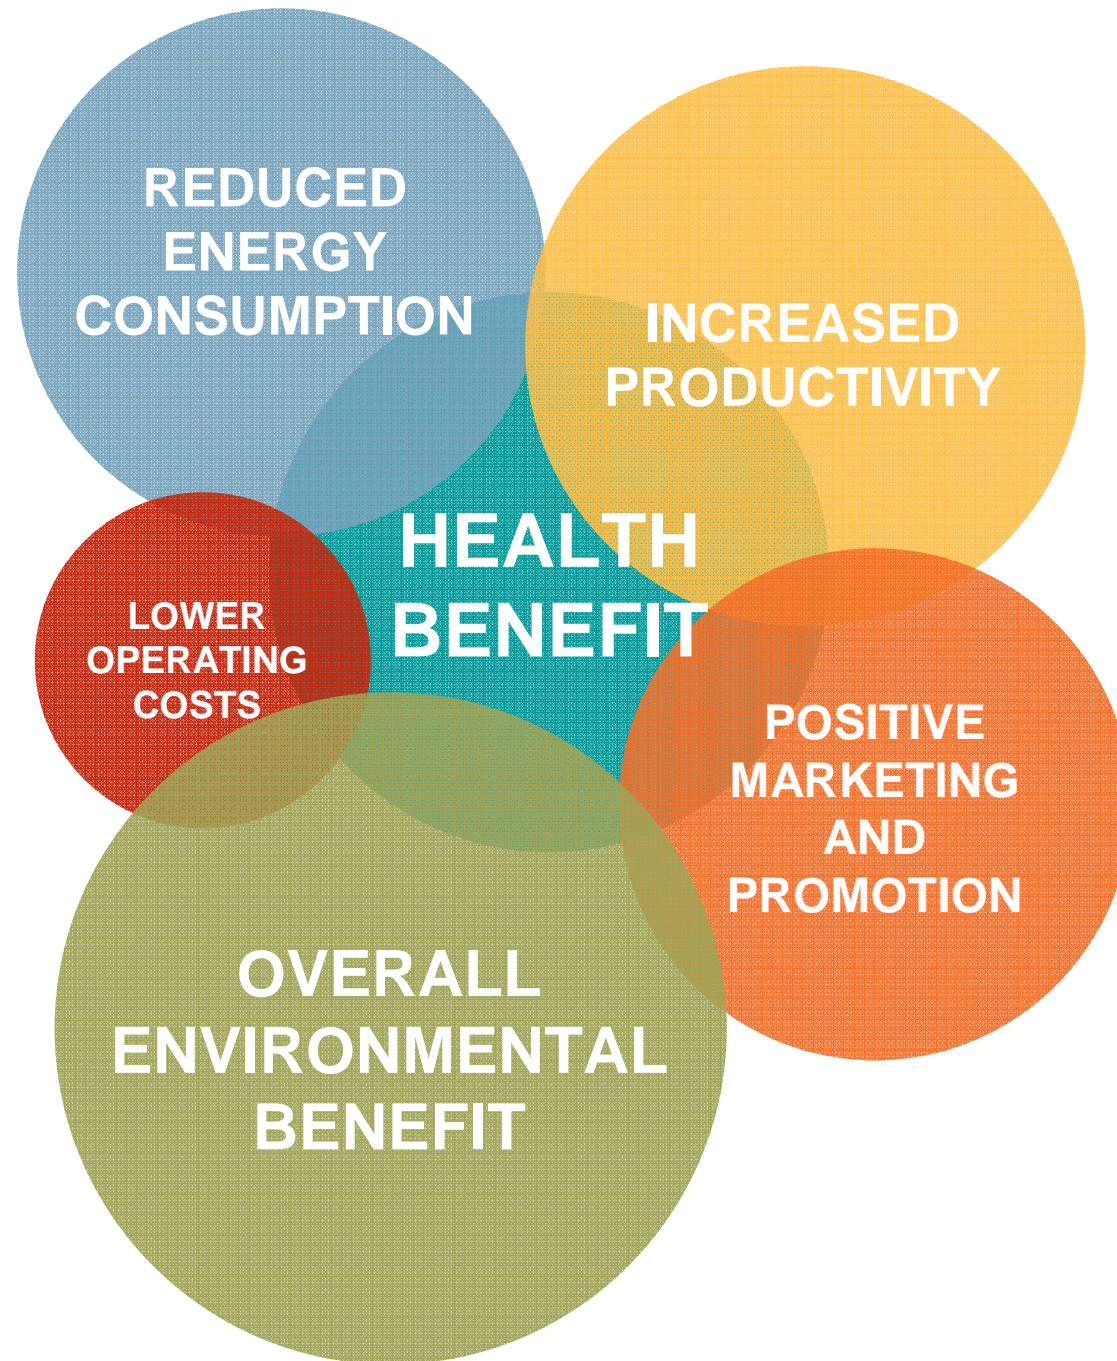 REDUCED
ENERGY
CONSUMPTION
INCREASED
PRODUCTIVITY
HEALTH
BENEFIT
LOWER
OPERATING
COSTS
POSITIVE
MARKETING
AND
PROMOTION
OVERALL
ENVIRONMENTAL
BENEFIT